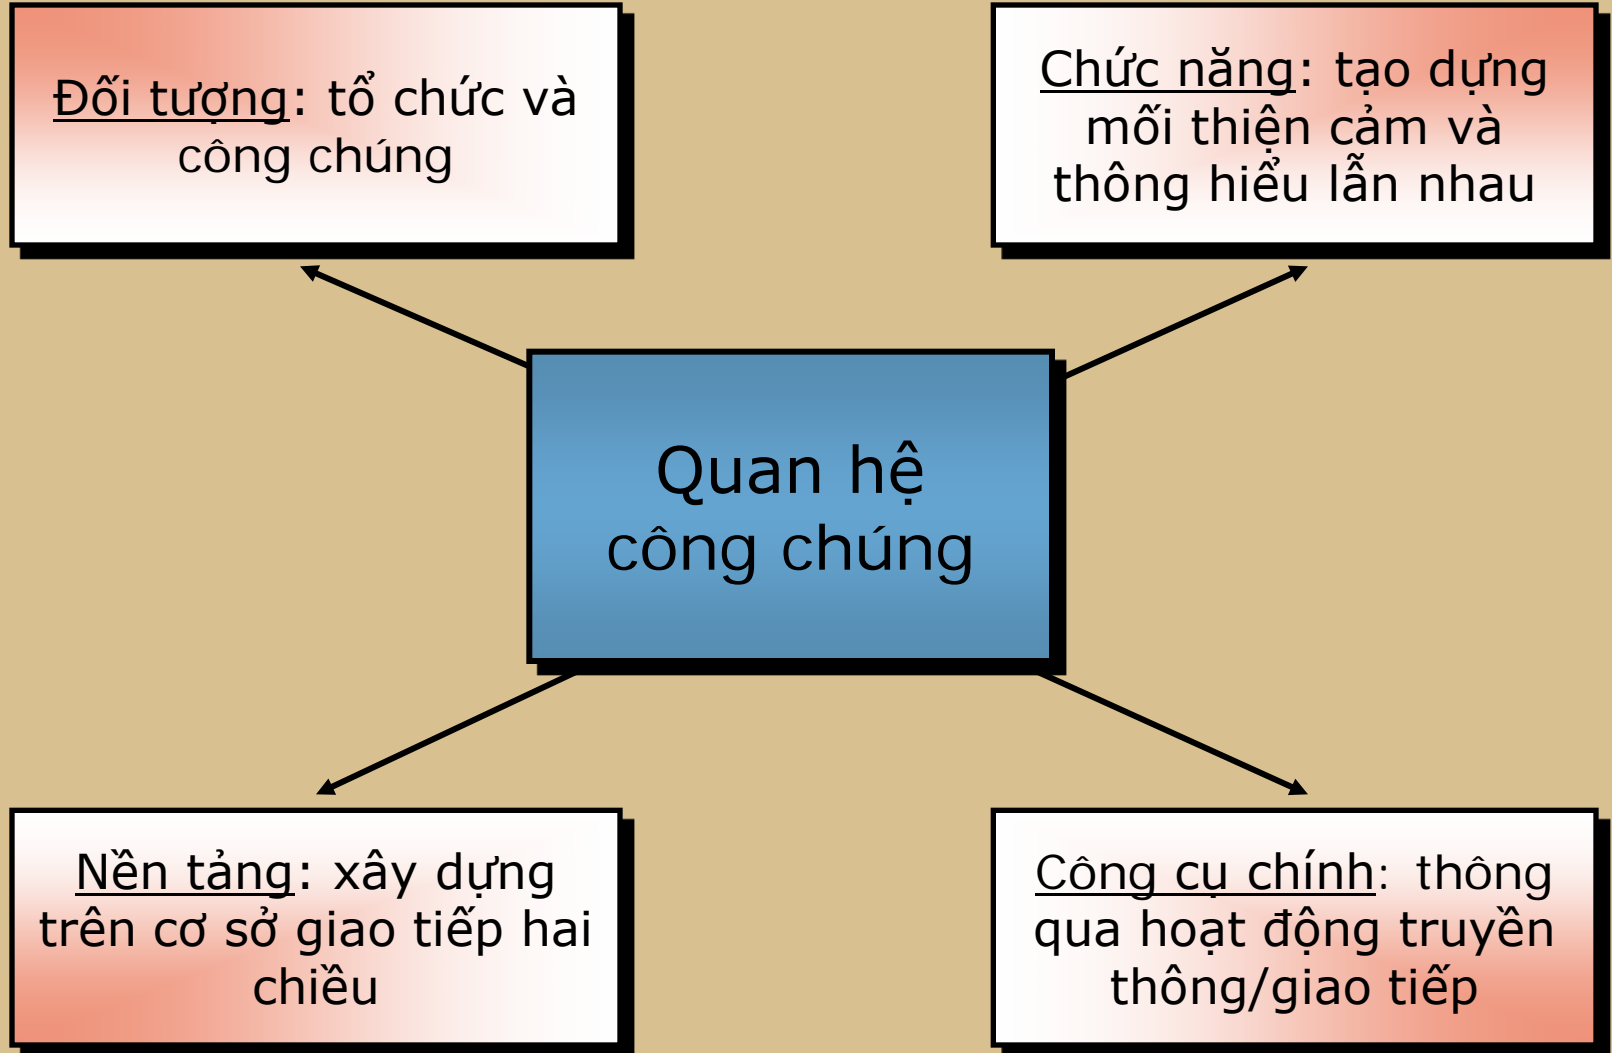 Đối tượng: tổ chức và
công chúng
Chức năng: tạo dựng
mối thiện cảm và
thông hiểu lẫn nhau
Quan hệ
công chúng
Nền tảng: xây dựng
trên cơ sở giao tiếp hai
chiều
Công cụ chính: thông
qua hoạt động truyền
thông/giao tiếp